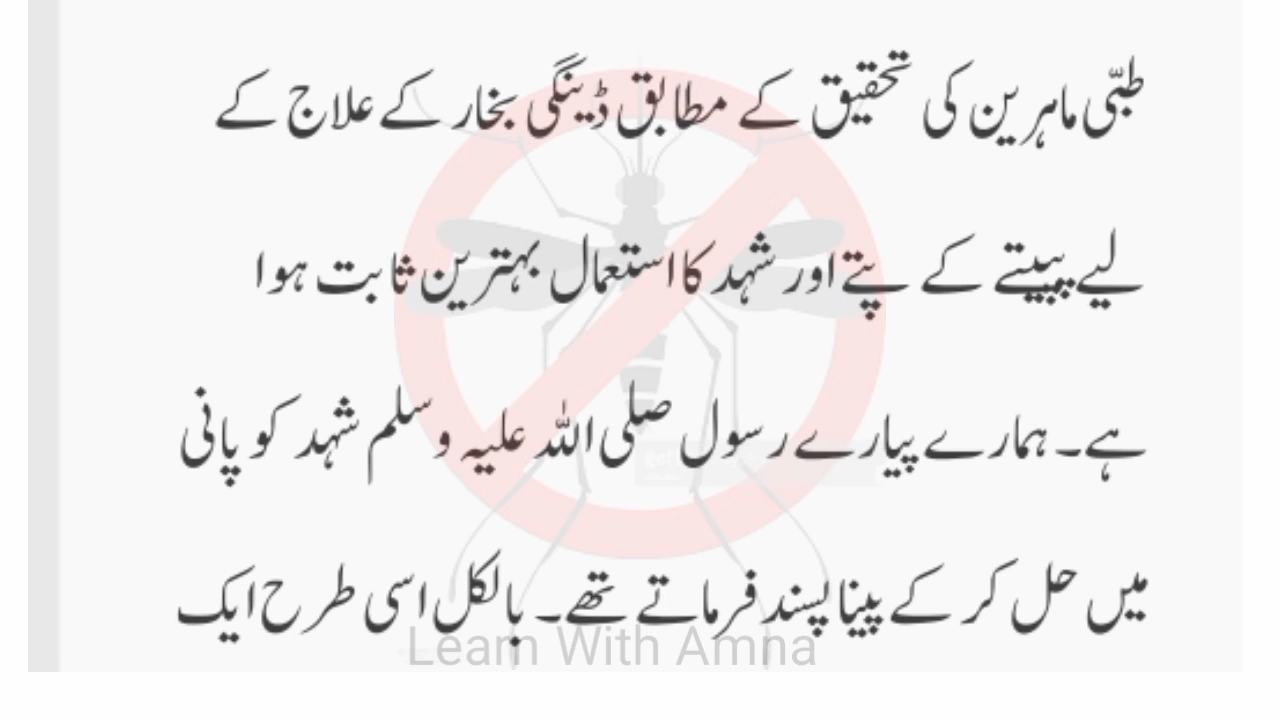 طبّی ماہرین کی تحقیق کے مطابق ڈینگی بخار کے علاج کے
لیے پپیتے کے پتے اور شہد کا استعمال بہترین ثابت ہوا
ہے۔ ہمارے پیارے رسول صلی اللہ علیہ وسلم شہد کو پانی
میں حل کر کے پینا پسند فرماتے تھے۔ بالکل اسی طرح ایک
Learn With Amna